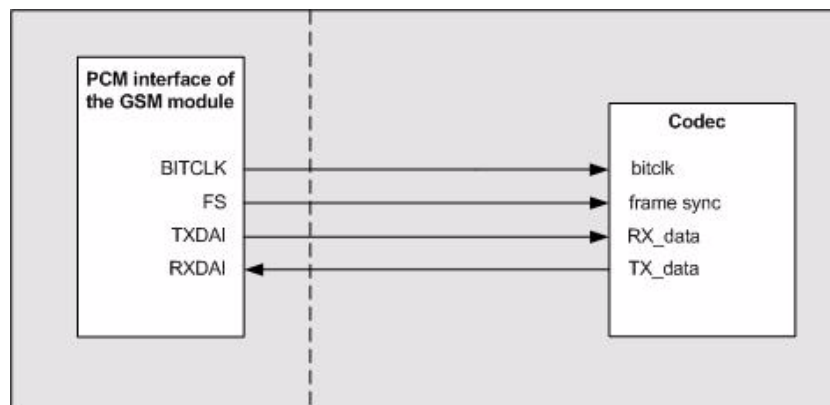 PCM interface of
the GSM module
BITCLK
FS
TXDAI
RXDAI
Codec
bitclk
frame sync
RX_data
TX_data